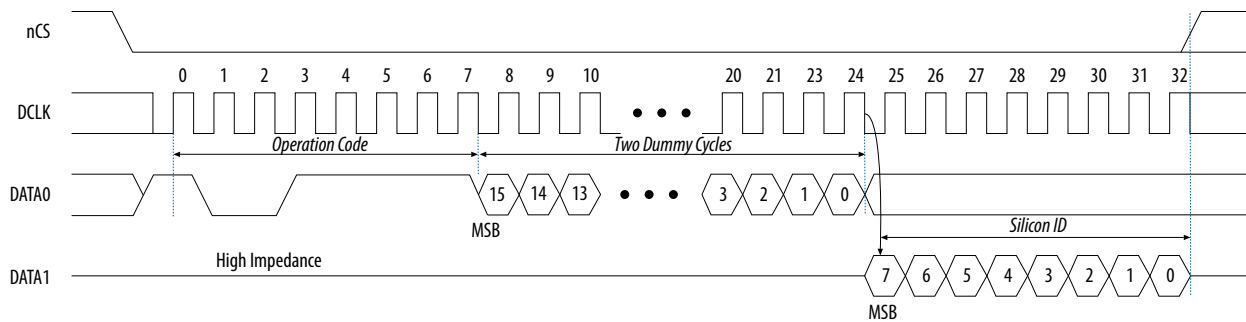 nCS
0 1 2 3 4 5 6 7 8 9 10 20 21 23 24 25 26 27 28 29 30 31 32
DCLK
Operation Code Two Dummy Cycles
DATA0 15 14 13 3 2 1 0
MSB Silicon ID
High Impedance
DATA1 7 6 5 4 3 2 1 0
MSB